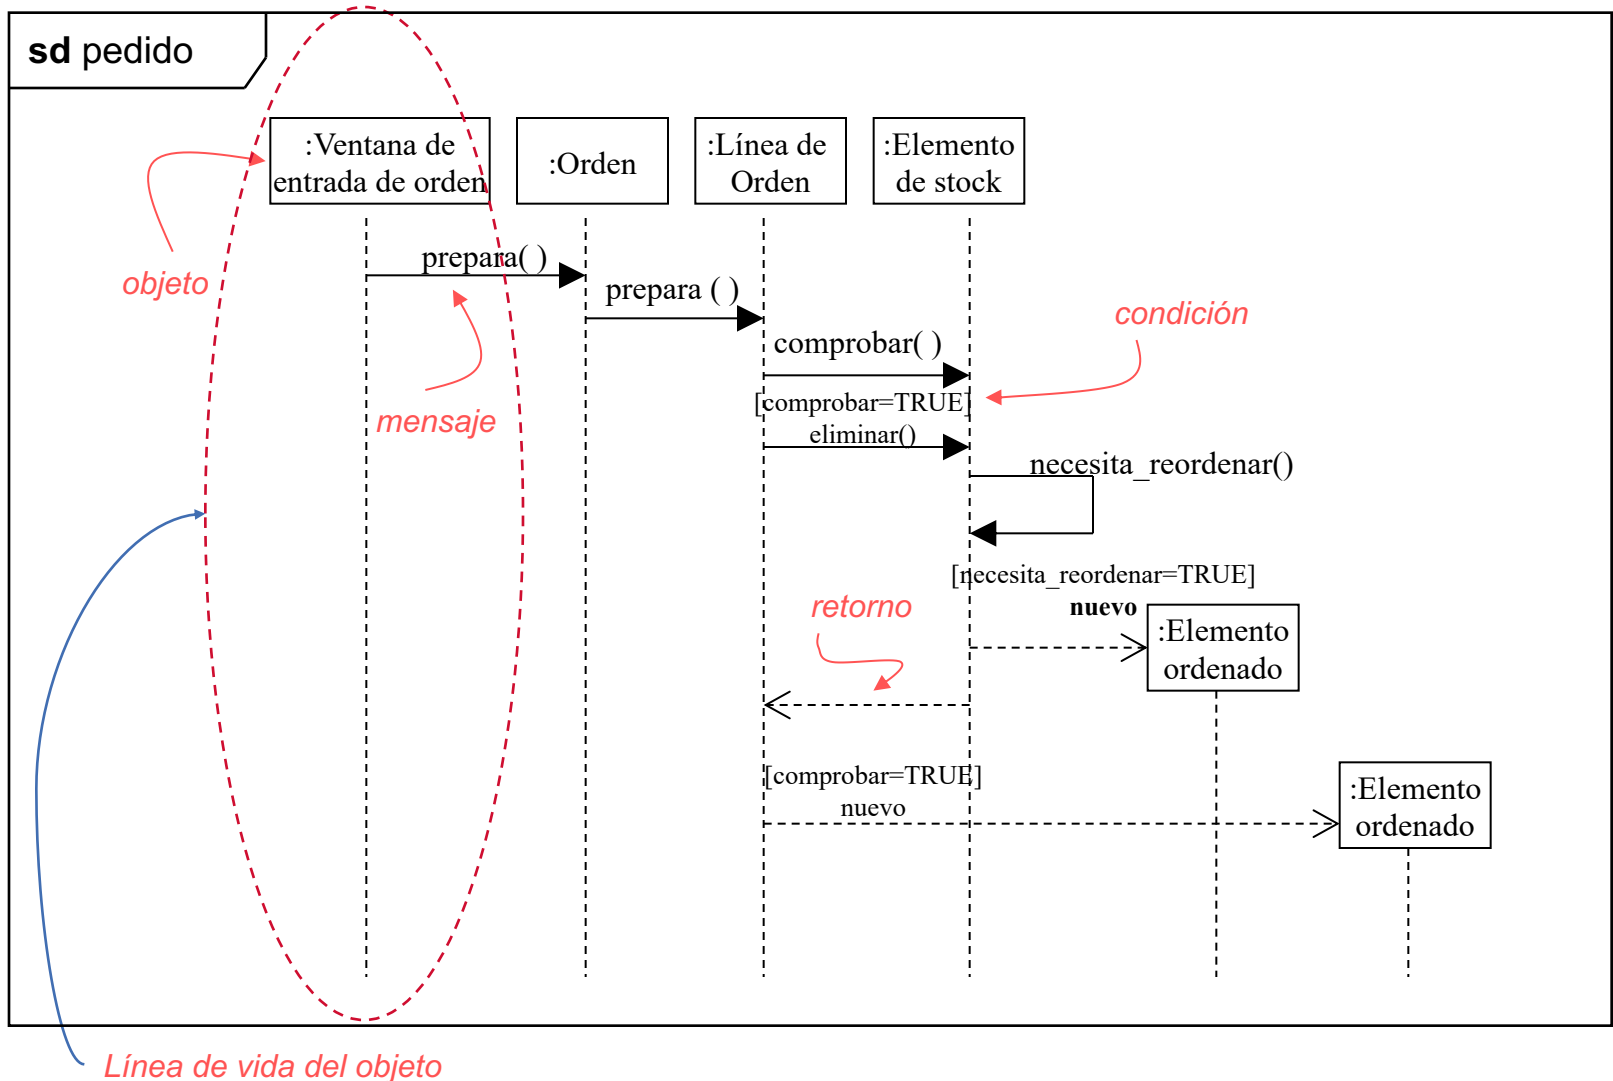 sd pedido
:Ventana de
entrada de orden
:Orden
:Línea de
Orden
:Elemento
de stock
objeto
prepara( )
prepara ( )
condición
comprobar( )
mensaje
[comprobar=TRUE]
eliminar()
necesita_reordenar()
[necesita_reordenar=TRUE]
nuevo
retorno
:Elemento
ordenado
[comprobar=TRUE]
nuevo
:Elemento
ordenado
Línea de vida del objeto